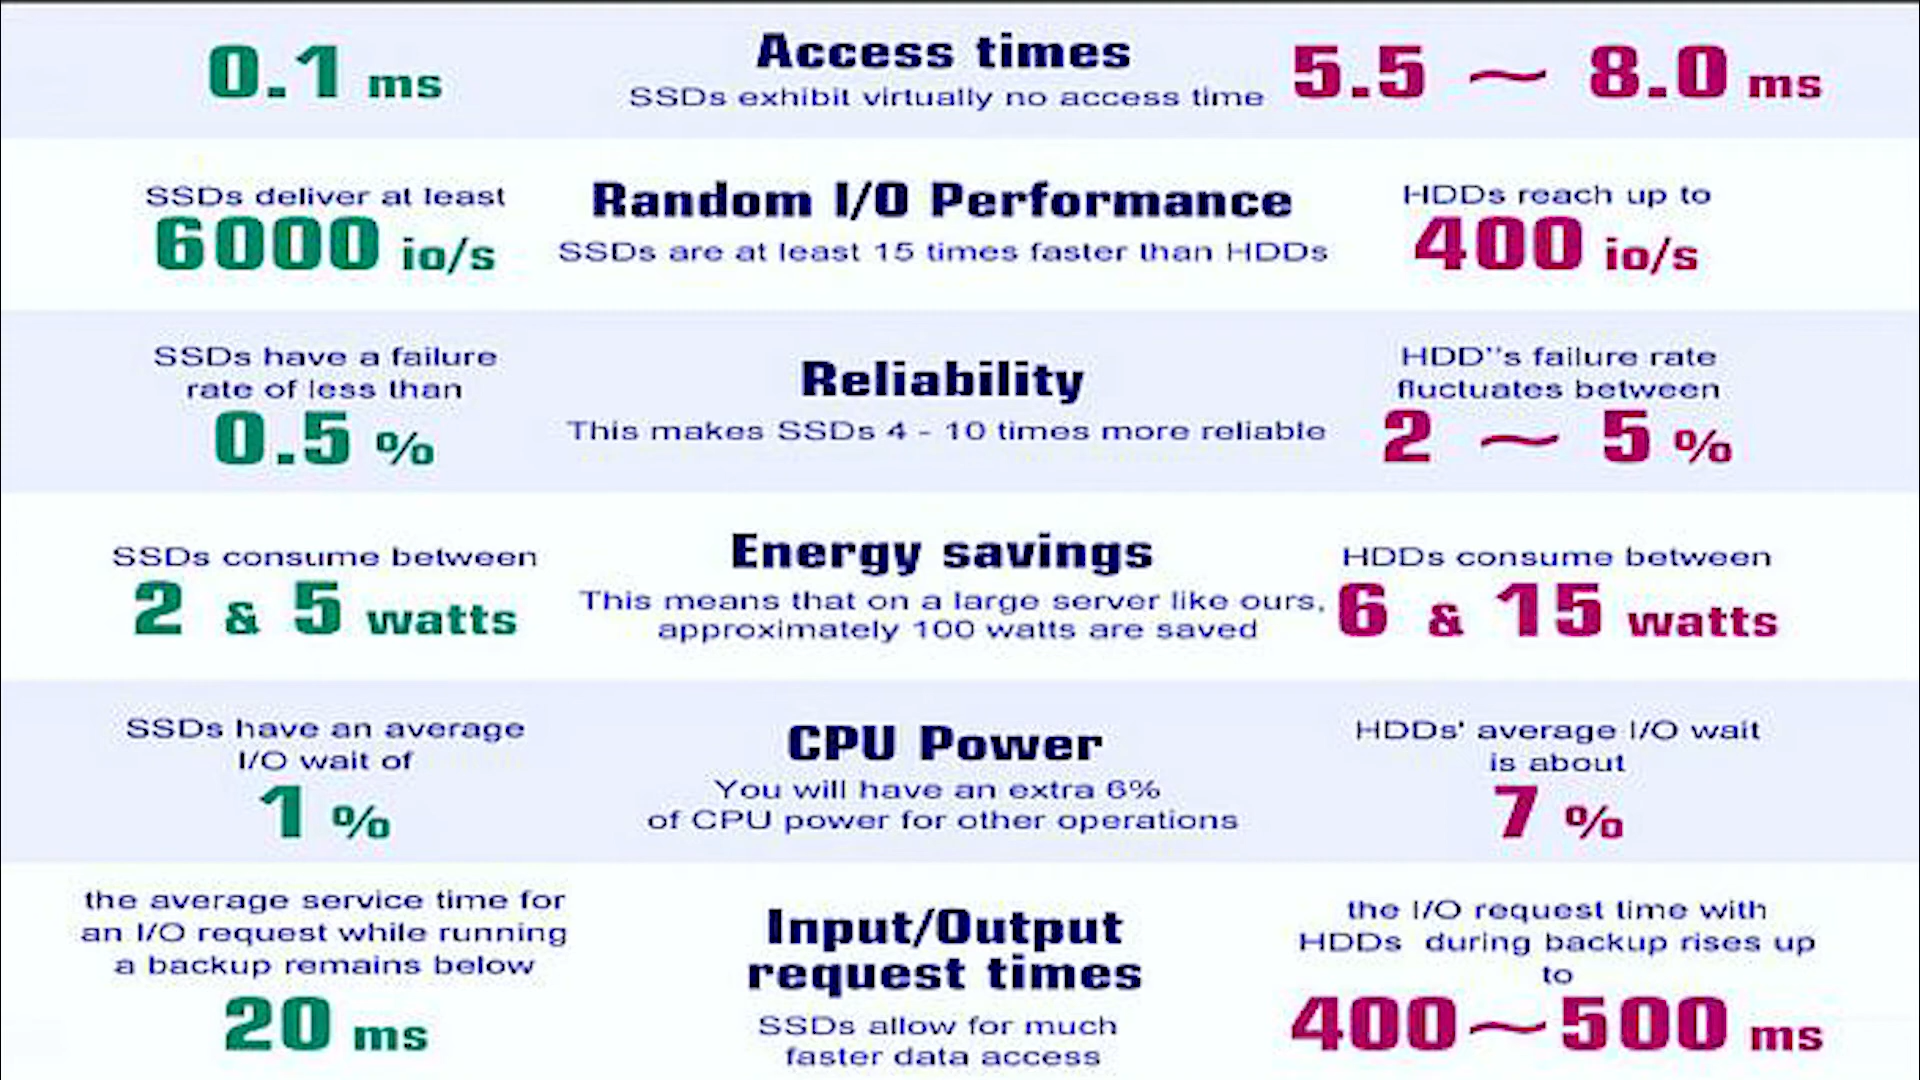 0.1 ms
Access times
SSDs exhibit virtually no access time
5.5 ~ 8.0 ms
SSDs deliver at least
6000 io/s
Random I/O Performance
SSDs are at least 15 times faster than HDDs
HDDs reach up to
400 io/s
SSDs have a failure
rate of less than
0.5 %
Reliability
This makes SSDs 4 - 10 times more reliable
HDD''s failure rate
fluctuates between
2 ~ 5 %
SSDs consume between
2 & 5 watts
Energy savings
This means that on a large server like ours,
approximately 100 watts are saved
HDDs consume between
6 & 15 watts
SSDs have an average
I/O wait of
1 %
CPU Power
You will have an extra 6%
of CPU power for other operations
HDDs' average I/O wait
is about
7 %
the average service time for
an I/O request while running
a backup remains below
20 ms
Input/Output
request times
SSDs allow for much
faster data access
the I/O request time with
HDDs during backup rises up
to
400~500 ms